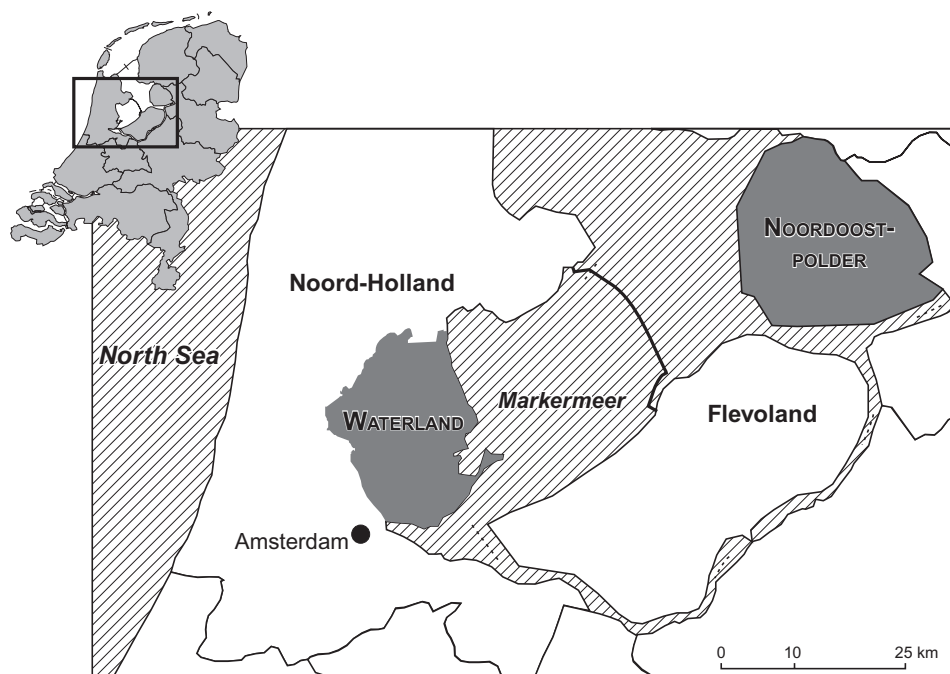 NOORDOOST-
POLDER
Noord-Holland
North Sea
Markermeer
WATERLAND
Flevoland
Amsterdam
0 10 25 km